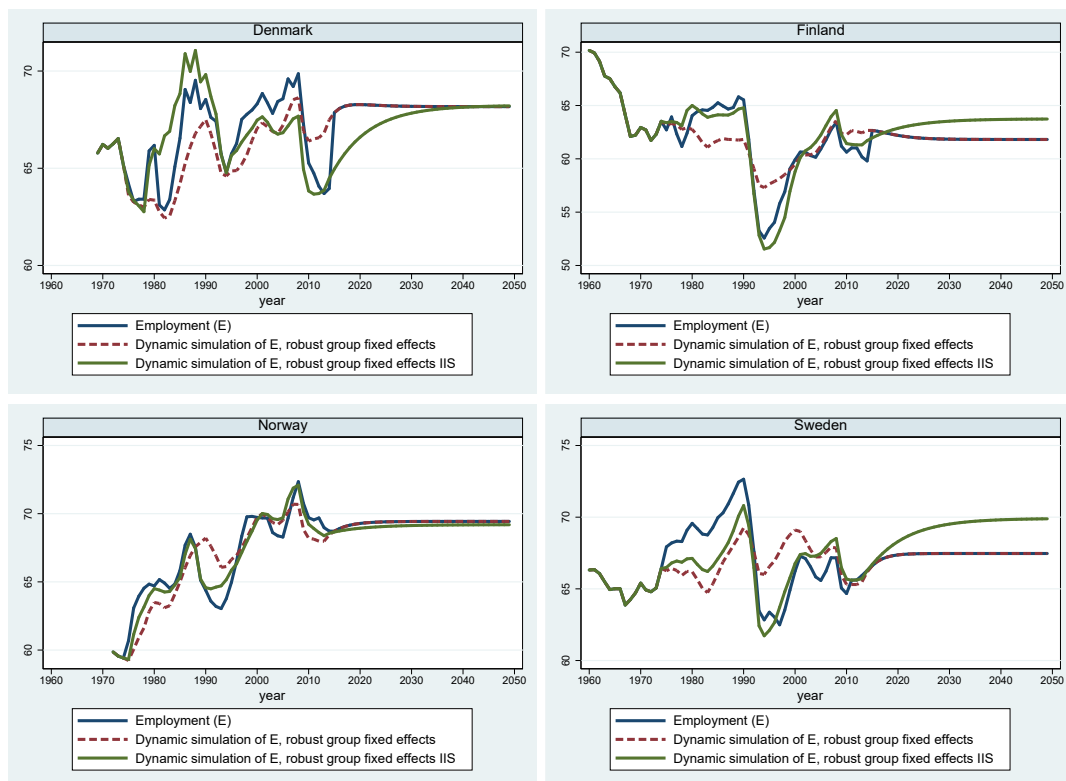 Denmark
70
65
60
1960 1970 1980 1990 2000 2010 2020 2030 2040 2050
year
Employment (E)
Dynamic simulation of E, robust group fixed effects
Dynamic simulation of E, robust group fixed effects IIS
Finland
70
65
60
55
50
1960 1970 1980 1990 2000 2010 2020 2030 2040 2050
year
Employment (E)
Dynamic simulation of E, robust group fixed effects
Dynamic simulation of E, robust group fixed effects IIS
Norway
75
70
65
60
1960 1970 1980 1990 2000 2010 2020 2030 2040 2050
year
Employment (E)
Dynamic simulation of E, robust group fixed effects
Dynamic simulation of E, robust group fixed effects IIS
Sweden
75
70
65
60
1960 1970 1980 1990 2000 2010 2020 2030 2040 2050
year
Employment (E)
Dynamic simulation of E, robust group fixed effects
Dynamic simulation of E, robust group fixed effects IIS